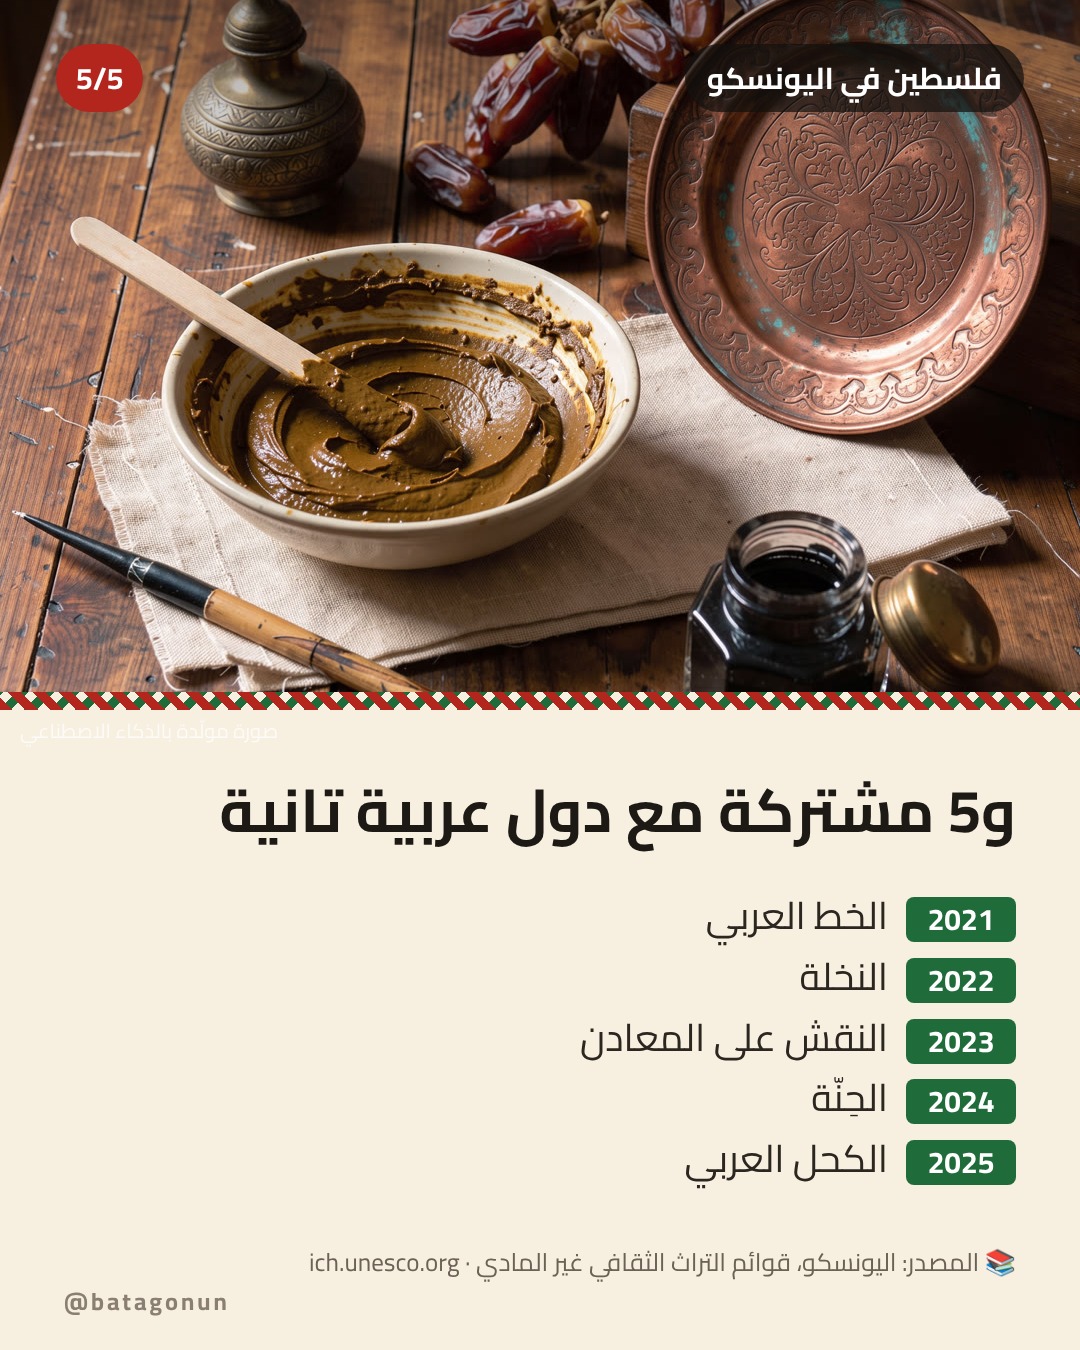 فلسطين في اليونسكو
5/5
صورة مولّدة بالذكاء الاصطناعي
و5 مشتركة مع دول عربية تانية
2021 الخط العربي
2022 النخلة
2023 النقش على المعادن
2024 الحِنّة
2025 الكحل العربي
📚 المصدر: اليونسكو، قوائم التراث الثقافي غير المادي · ich.unesco.org
@batagonun